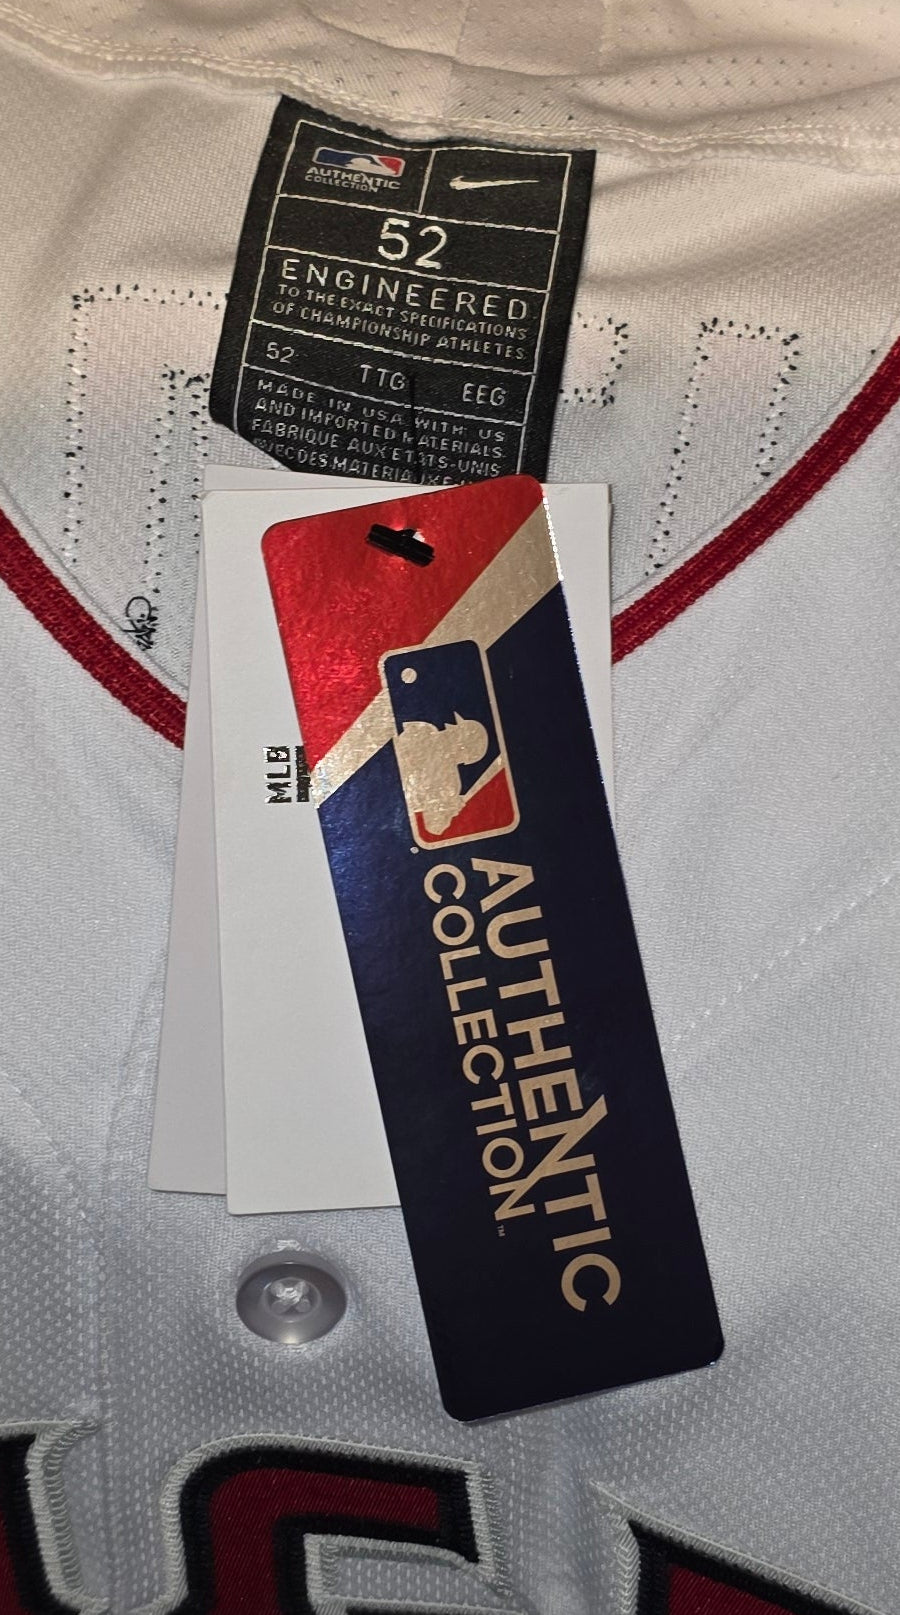 AUTHENTIC
COLLECTION
52
ENGINEERED
TO THE EXACT SPECIFICATIONS
OF CHAMPIONSHIP ATHLETES
52 TTG EEG
MADE IN USA WITH US
AND IMPORTED MATERIALS.
FABRIQUE AUX ETATS-UNIS
MLB
AUTHENTIC
COLLECTION™